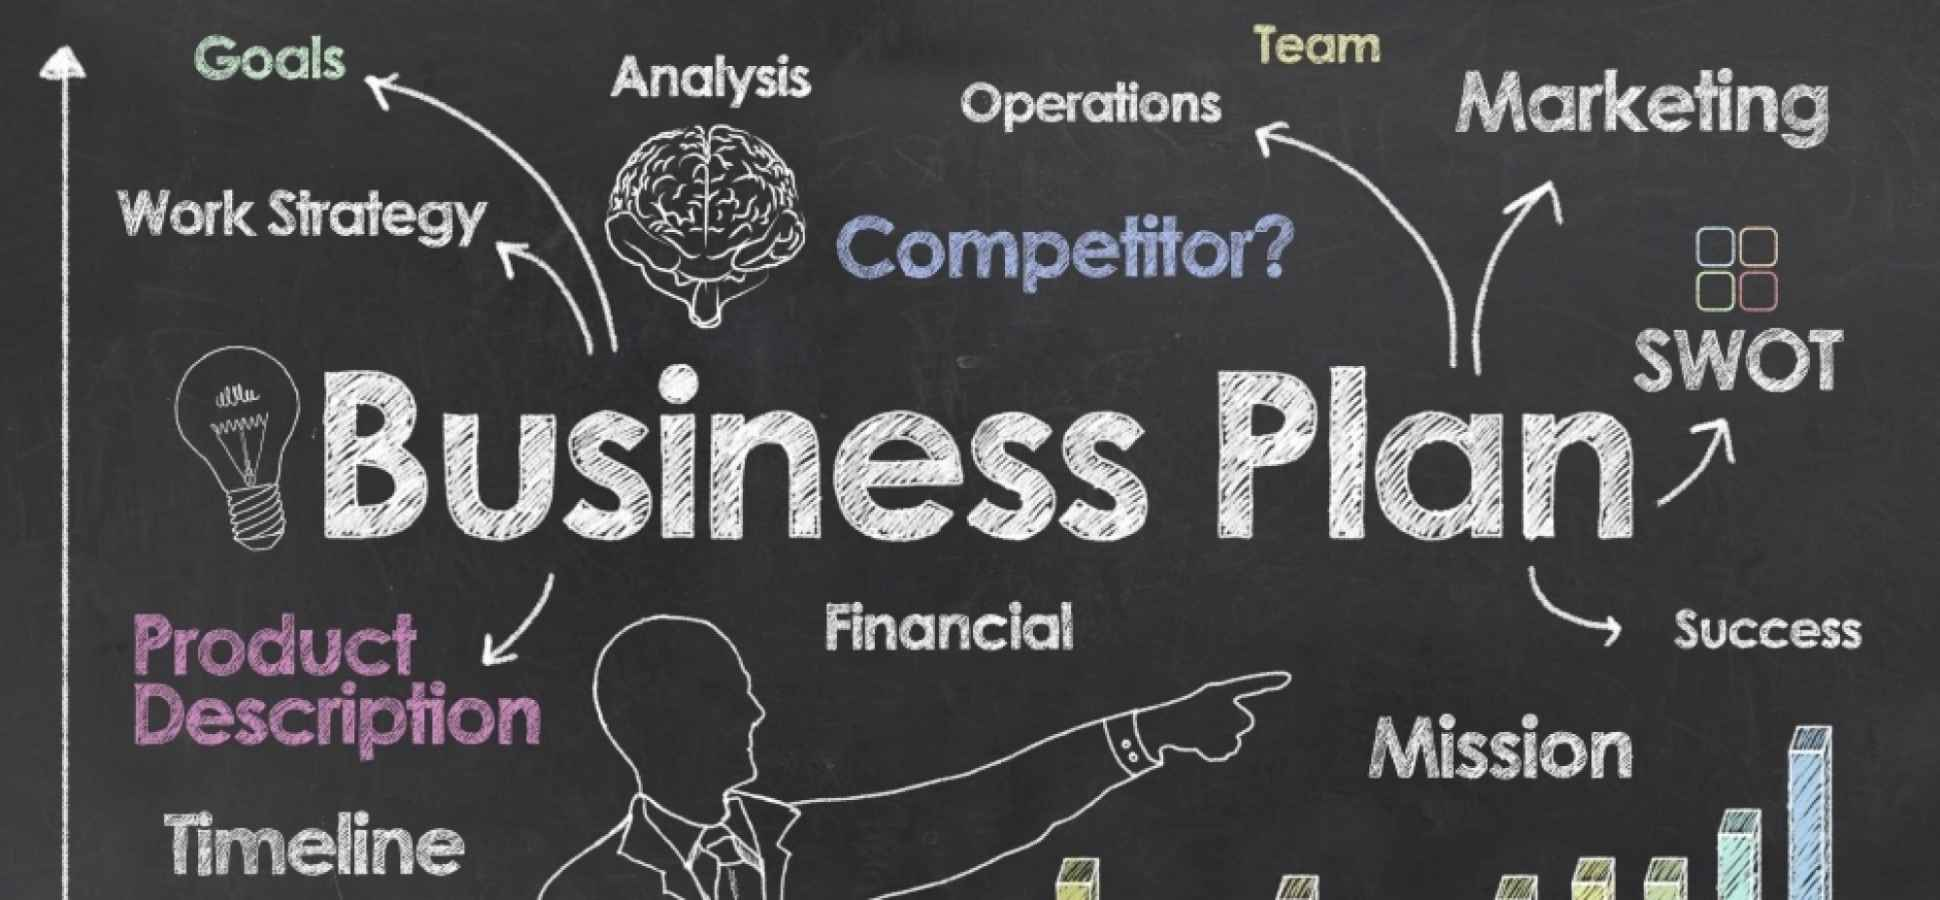 Goals
Analysis
Operations
Team
Marketing
Work Strategy
Competitor?
SWOT
Business Plan
Product
Description
Financial
Success
Mission
Timeline